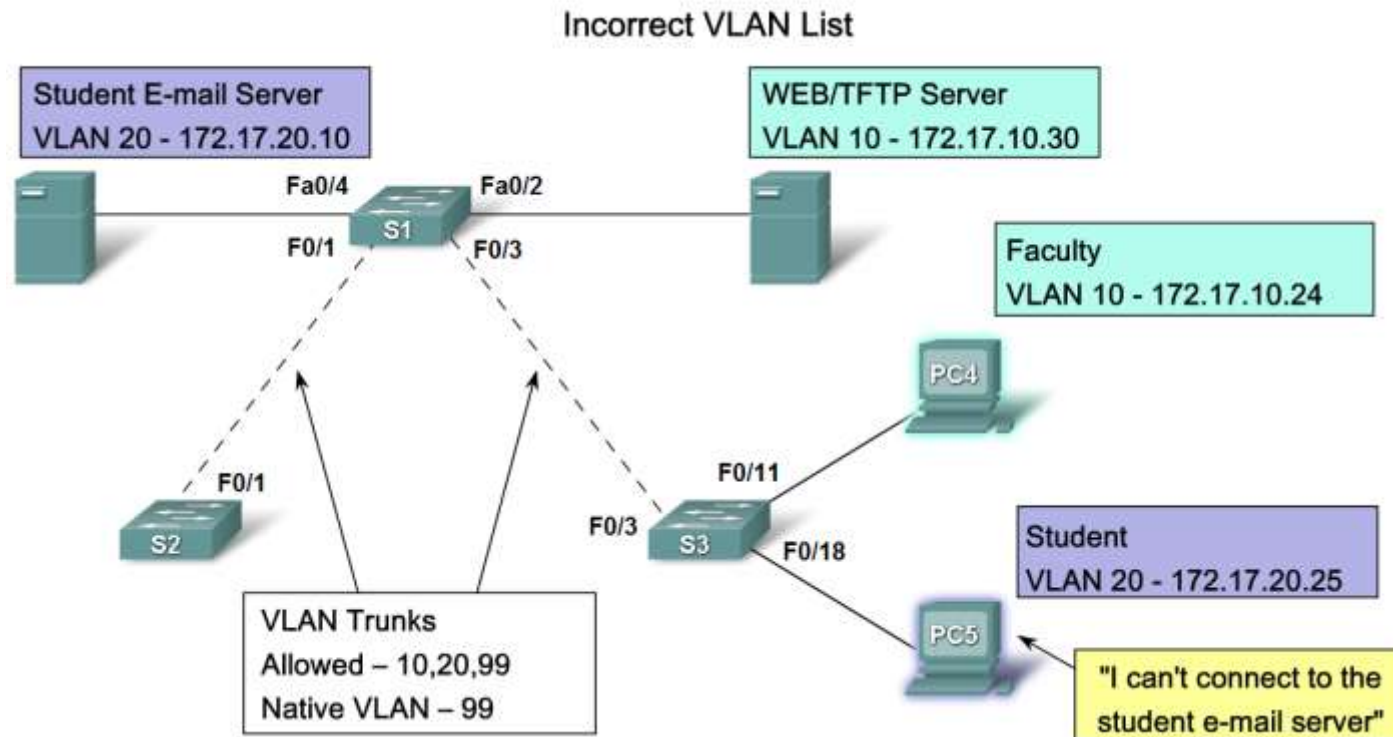 Incorrect VLAN List
Student E-mail Server
VLAN 20 - 172.17.20.10
WEB/TFTP Server
VLAN 10 - 172.17.10.30
Fa0/4
Fa0/2
S1
F0/1
F0/3
Faculty
VLAN 10 - 172.17.10.24
PC4
F0/1
S2
F0/11
F0/3
S3
F0/18
Student
VLAN 20 - 172.17.20.25
PC5
VLAN Trunks
Allowed – 10,20,99
Native VLAN – 99
"I can't connect to the
student e-mail server"